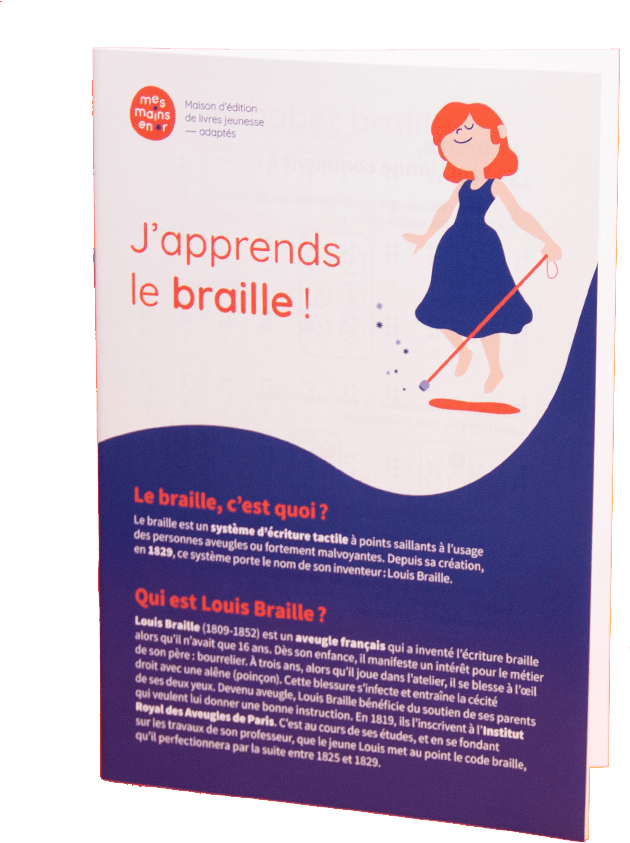 mes
mains
en or
Maison d'édition
de livres jeunesse
— adaptés
J'apprends
le braille !
Le braille, c'est quoi ?
Le braille est un système d'écriture tactile à points saillants à l'usage
des personnes aveugles ou fortement malvoyantes. Depuis sa création,
en 1829, ce système porte le nom de son inventeur : Louis Braille.
Qui est Louis Braille ?
Louis Braille (1809-1852) est un aveugle français qui a inventé l'écriture braille
alors qu'il n'avait que 16 ans. Dès son enfance, il manifeste un intérêt pour le métier
de son père : bourrelier. À trois ans, alors qu'il joue dans l'atelier, il se blesse à l'œil
droit avec une alêne (poinçon). Cette blessure s'infecte et entraîne la cécité
de ses deux yeux. Devenu aveugle, Louis Braille bénéficie du soutien de ses parents
qui veulent lui donner une bonne instruction. En 1819, ils l'inscrivent à l'Institut
Royal des Aveugles de Paris. C'est au cours de ses études, et en se fondant
sur les travaux de son professeur, que le jeune Louis met au point le code braille,
qu'il perfectionnera par la suite entre 1825 et 1829.